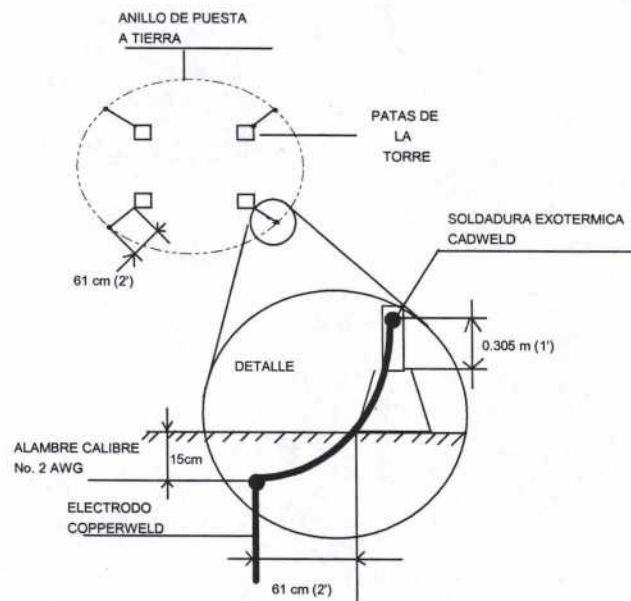 ANILLO DE PUESTA
A TIERRA
PATAS DE
LA
TORRE
SOLDADURA EXOTERMICA
CADWELD
61 cm (2')
0.305 m (1')
DETALLE
ALAMBRE CALIBRE
No. 2 AWG
15cm
ELECTRODO
COPPERWELD
61 cm (2')